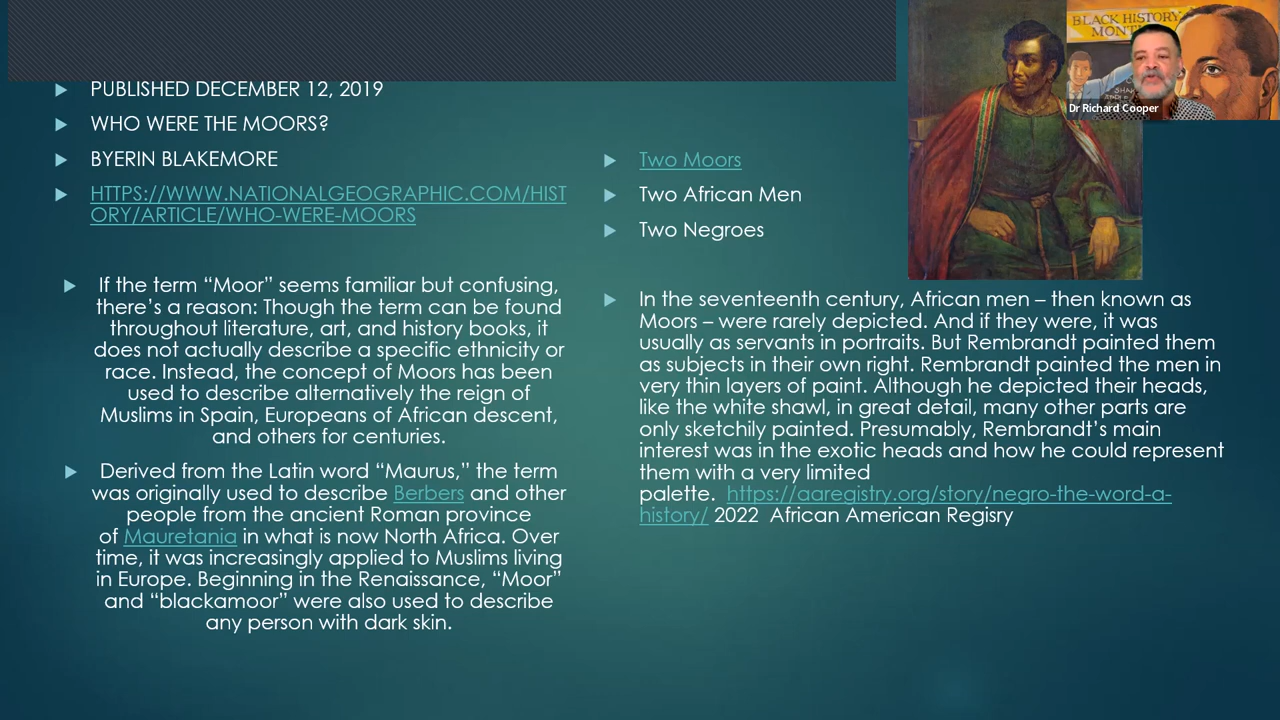 PUBLISHED DECEMBER 12, 2019
WHO WERE THE MOORS?
BYERIN BLAKEMORE
HTTPS://WWW.NATIONALGEOGRAPHIC.COM/HIST
ORY/ARTICLE/WHO-WERE-MOORS
If the term “Moor” seems familiar but confusing,
there’s a reason: Though the term can be found
throughout literature, art, and history books, it
does not actually describe a specific ethnicity or
race. Instead, the concept of Moors has been
used to describe alternatively the reign of
Muslims in Spain, Europeans of African descent,
and others for centuries.
Derived from the Latin word “Maurus,” the term
was originally used to describe Berbers and other
people from the ancient Roman province
of Mauretania in what is now North Africa. Over
time, it was increasingly applied to Muslims living
in Europe. Beginning in the Renaissance, “Moor”
and “blackamoor” were also used to describe
any person with dark skin.
Two Moors
Two African Men
Two Negroes
In the seventeenth century, African men – then known as
Moors – were rarely depicted. And if they were, it was
usually as servants in portraits. But Rembrandt painted them
as subjects in their own right. Rembrandt painted the men in
very thin layers of paint. Although he depicted their heads,
like the white shawl, in great detail, many other parts are
only sketchily painted. Presumably, Rembrandt’s main
interest was in the exotic heads and how he could represent
them with a very limited
palette. https://aaregistry.org/story/negro-the-word-a-
history/ 2022 African American Regisry
BLACK HISTORY
MONT
Dr Richard Cooper